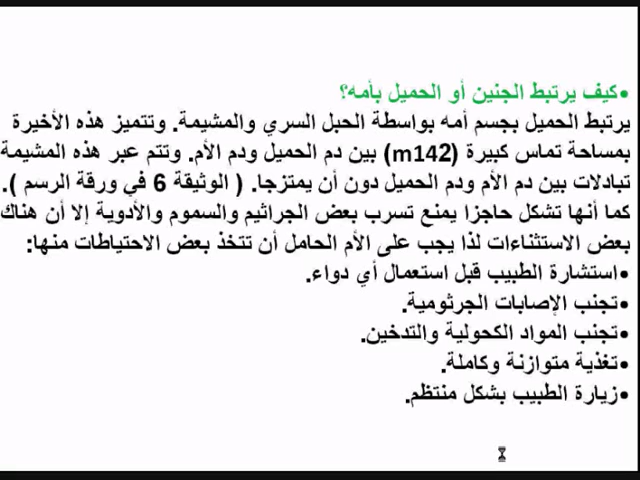 •كيف يرتبط الجنين أو الحميل بأمه؟
يرتبط الحميل بجسم أمه بواسطة الحبل السري والمشيمة. وتتميز هذه الأخيرة
بمساحة تماس كبيرة (m142) بين دم الحميل ودم الأم. وتتم عبر هذه المشيمة
تبادلات بين دم الأم ودم الحميل دون أن يمتزجا. ( الوثيقة 6 في ورقة الرسم ).
كما أنها تشكل حاجزا يمنع تسرب بعض الجراثيم والسموم والأدوية إلا أن هناك
بعض الاستثناءات لذا يجب على الأم الحامل أن تتخذ بعض الاحتياطات منها:
•استشارة الطبيب قبل استعمال أي دواء.
•تجنب الإصابات الجرثومية.
•تجنب المواد الكحولية والتدخين.
•تغذية متوازنة وكاملة.
•زيارة الطبيب بشكل منتظم.